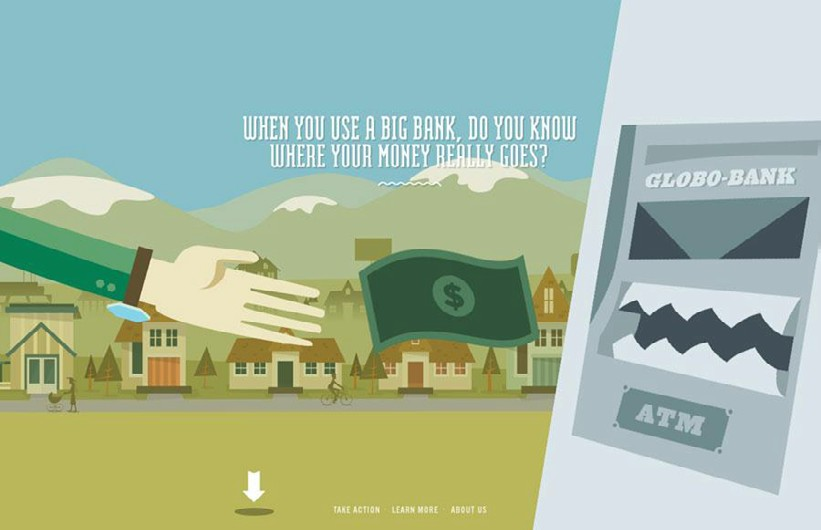 WHEN YOU USE A BIG BANK, DO YOU KNOW
WHERE YOUR MONEY REALLY GOES?
GLOBO-BANK
$
ATM
TAKE ACTION · LEARN MORE · ABOUT US